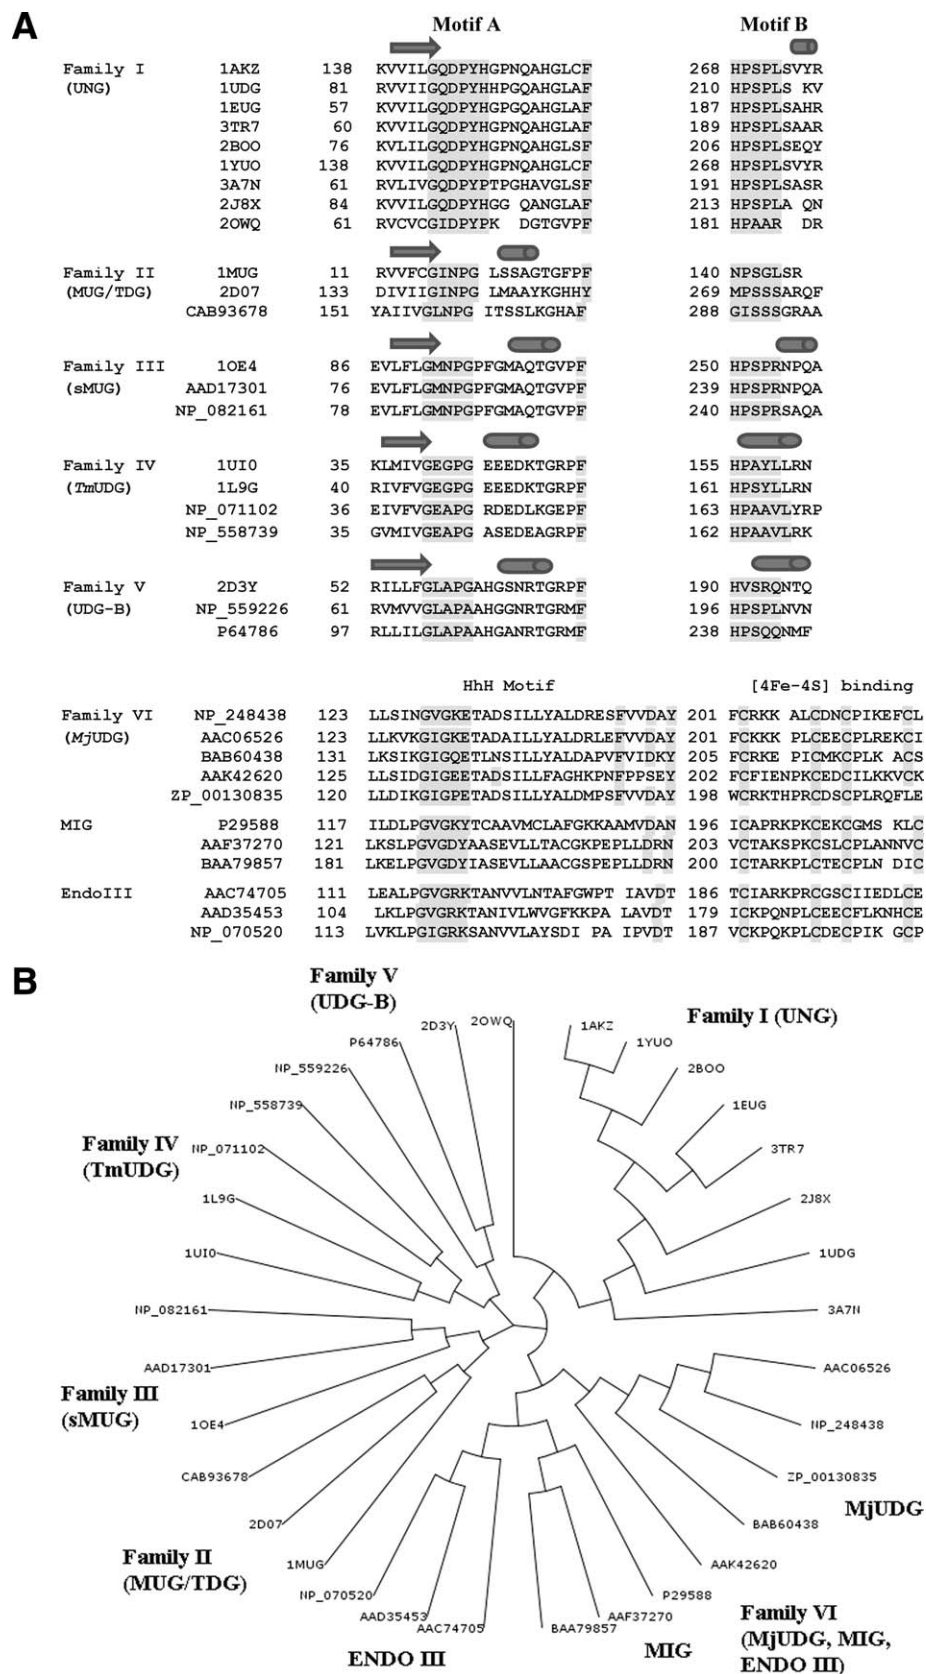 A
Motif A Motif B
Family I 1AKZ 138 KVVILGQDPYHGPNQAHGLCF 268 HPSPLSVYR
(UNG) 1UDG 81 RVVIIGQDPYHHPGQAHGLAF 210 HPSPLS KV
1EUG 57 KVVILGQDPYHGPGQAHGLAF 187 HPSPLSAHR
3TR7 60 KVVILGQDPYHGPNQAHGLAF 189 HPSPLSAAR
2BOO 76 KVLILGQDPYHGPNQAHGLSF 206 HPSPLSEQY
1YUO 138 KVVILGQDPYHGPNQAHGLCF 268 HPSPLSVYR
3A7N 61 RVLIVGQDPYPTPGHAVGLSF 191 HPSPLSASR
2J8X 84 KVVILGQDPYHGG QANGLAF 213 HPSPLA QN
2OWQ 61 RVCVCGIDPYPK DGTGVPF 181 HPAAR DR
Family II 1MUG 11 RVVFCGINPG LSSAGTGFPF 140 NPSGLSR
(MUG/TDG) 2D07 133 DIVIIGINPG LMAAYKGHHY 269 MPSSSARQF
CAB93678 151 YAIIVGLNPG ITSSLKGHAF 288 GISSSGRAA
Family III 1OE4 86 EVLFLGMNPGPFGMAQTGVPF 250 HPSPRNPQA
(sMUG) AAD17301 76 EVLFLGMNPGPFGMAQTGVPF 239 HPSPRNPQA
NP_082161 78 EVLFLGMNPGPFGMAQTGVPF 240 HPSPRSAQA
Family IV 1UI0 35 KLMIVGEGPG EEEDKTGRPF 155 HPAYLLRN
(TmUDG) 1L9G 40 RIVFVGEGPG EEEDKTGRPF 161 HPSYLLRN
NP_071102 36 EIVFVGEAPG RDEDLKGEPF 163 HPAAVLYRP
NP_558739 35 GVMIVGEAPG ASEDEAGRPF 162 HPAAVLRK
Family V 2D3Y 52 RILLFGLAPGAHGSNRTGRPF 190 HVSRQNTQ
(UDG-B) NP_559226 61 RVMVVGLAPAAHGGNRTGRMF 196 HPSPLNVN
P64786 97 RLLILGLAPAAHGANRTGRMF 238 HPSQQNMF
HhH Motif [4Fe-4S] binding
Family VI NP_248438 123 LLSINGVGKETADSILLYALDRESFVVDAY 201 FCRKK ALCDNCPIKEFCL
(MjUDG) AAC06526 123 LLKVKGIGKETADAILLYALDRLEFVVDAY 201 FCKKK PLCEECPLREKCI
BAB60438 131 LKSIKGIGQETLNSILLYALDAPVFVIDKY 205 FCRKE PICMKCPLK ACS
AAK42620 125 LLSIDGIGEETADSILLFAGHKPNFPPSEY 202 FCFIENPKCEDCILKKVCK
ZP_00130835 120 LLDIKGIGPETADSILLYALDMPSFVVDAY 198 WCRKTHPRCDSCPLRQFLE
MIG P29588 117 ILDLPGVGKYTCAAVMCLAFGKKAAMVDAN 196 ICAPRKPKCEKCGMS KLC
AAF37270 121 LKSLPGVGDYAASEVLLTACGKPEPLLDRN 203 VCTAKSPKCSLCPLANNVC
BAA79857 181 LKELPGVGDYIASEVLLAACGSPEPLLDRN 200 ICTARKPLCTECPLN DIC
EndoIII AAC74705 111 LEALPGVGRKTANVVLNTAFGWPT IAVDT 186 TCIARKPRCGSCIIEDLCE
AAD35453 104 LKLPGVGRKTANIVLWVGFKKPA LAVDT 179 ICKPQNPLCEECFLKNHCE
NP_070520 113 LVKLPGIGRKSANVVLAYSDI PA IPVDT 187 VCKPQKPLCDECPIK GCP
B
Family V
(UDG-B)
2D3Y
2OWQ
1AKZ
Family I (UNG)
P64786
1YUO
NP_559226
2BOO
NP_558739
1EUG
Family IV
(TmUDG)
NP_071102
3TR7
1L9G
2J8X
1UI0
1UDG
NP_082161
3A7N
AAD17301
AAC06526
Family III
(sMUG)
1OE4
NP_248438
CAB93678
ZP_00130835
MjUDG
2D07
BAB60438
Family II
(MUG/TDG)
1MUG
AAK42620
NP_070520
P29588
AAD35453
AAF37270
AAC74705
BAA79857
Family VI
(MjUDG, MIG,
ENDO III)
ENDO III
MIG